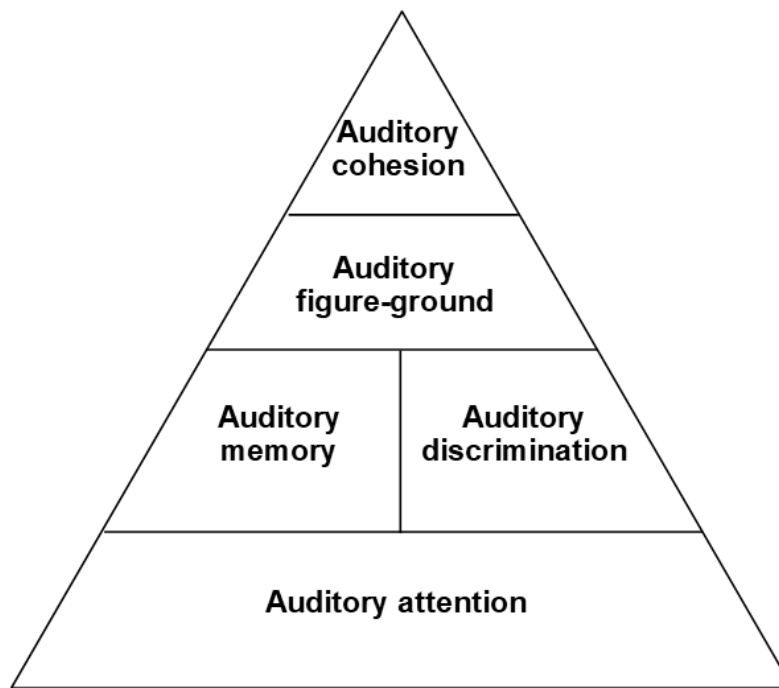 Auditory
cohesion
Auditory
figure-ground
Auditory
memory
Auditory
discrimination
Auditory attention